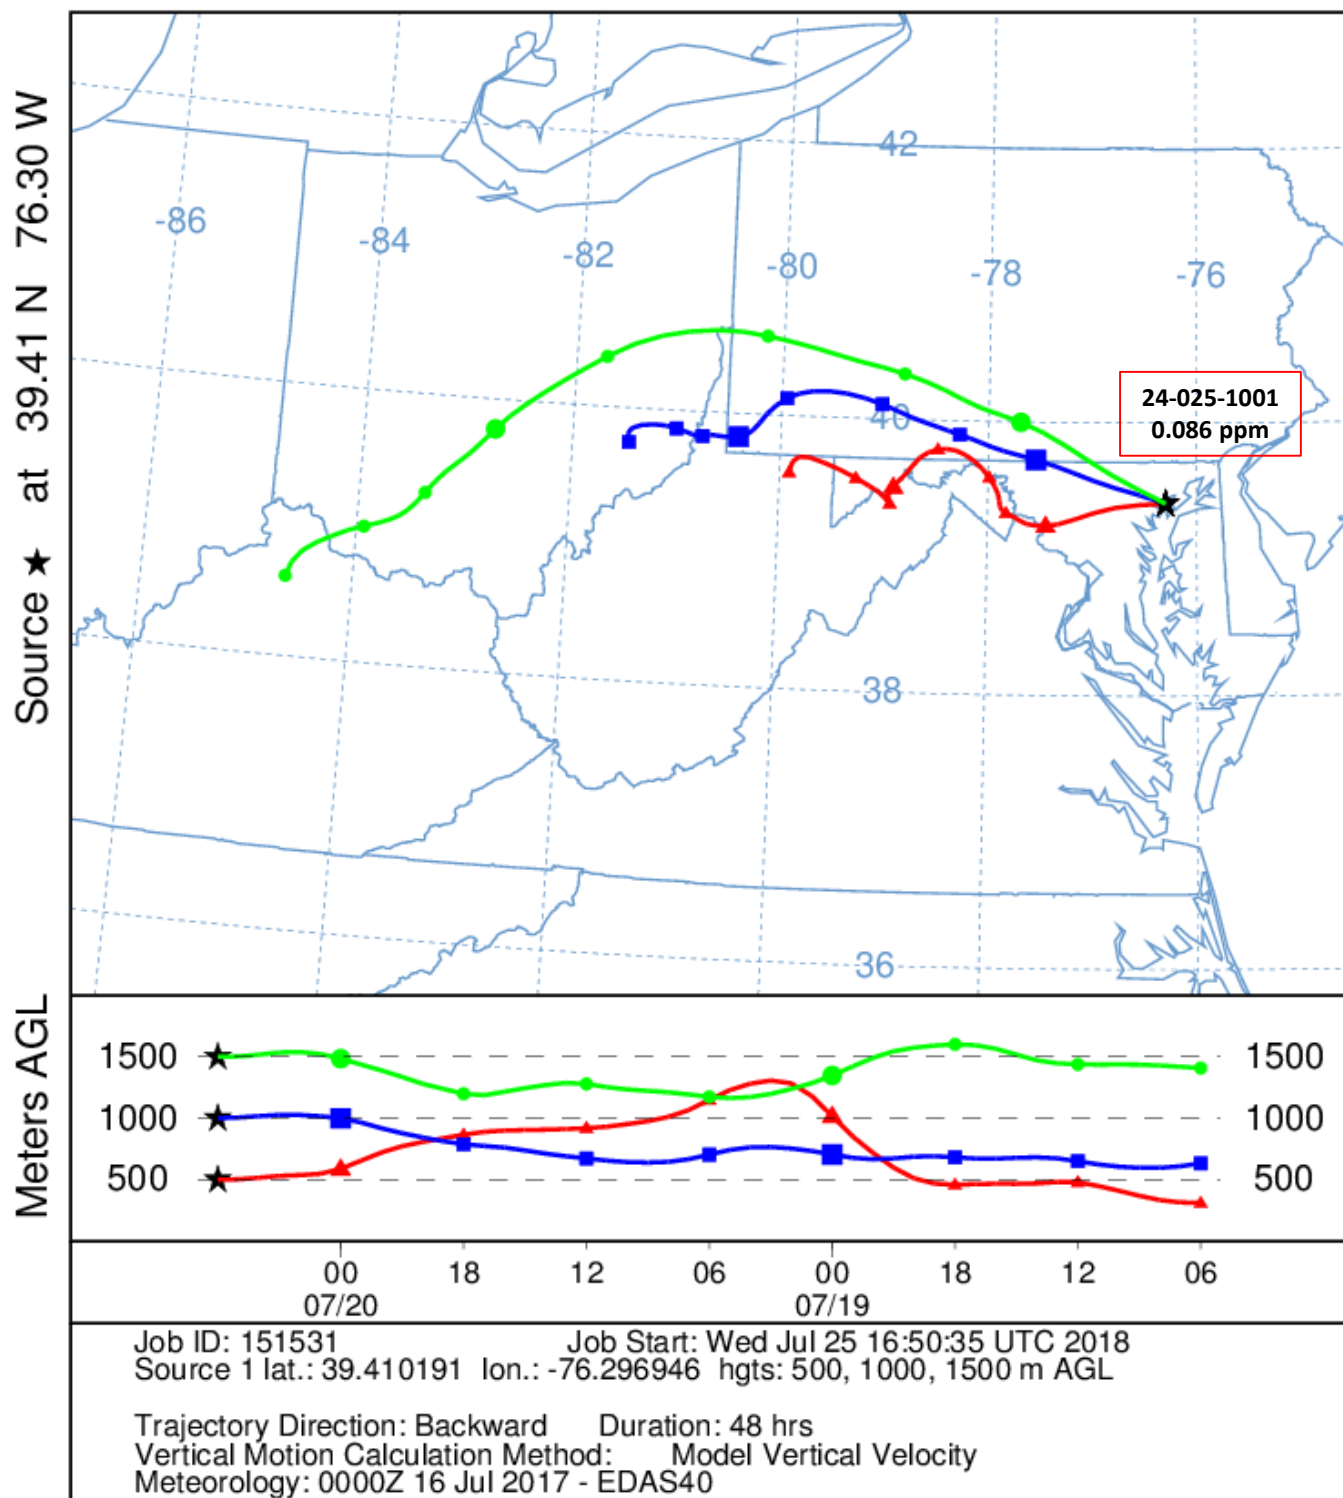 Source ★ at 39.41 N 76.30 W
42
-86
-84
-82
-80
-78
-76
24-025-1001
0.086 ppm
40
38
36
Meters AGL
1500 1500
1000 1000
500 500
00 18 12 06 00 18 12 06
07/20 07/19
Job ID: 151531 Job Start: Wed Jul 25 16:50:35 UTC 2018
Source 1 lat.: 39.410191 lon.: -76.296946 hgts: 500, 1000, 1500 m AGL
Trajectory Direction: Backward Duration: 48 hrs
Vertical Motion Calculation Method: Model Vertical Velocity
Meteorology: 0000Z 16 Jul 2017 - EDAS40